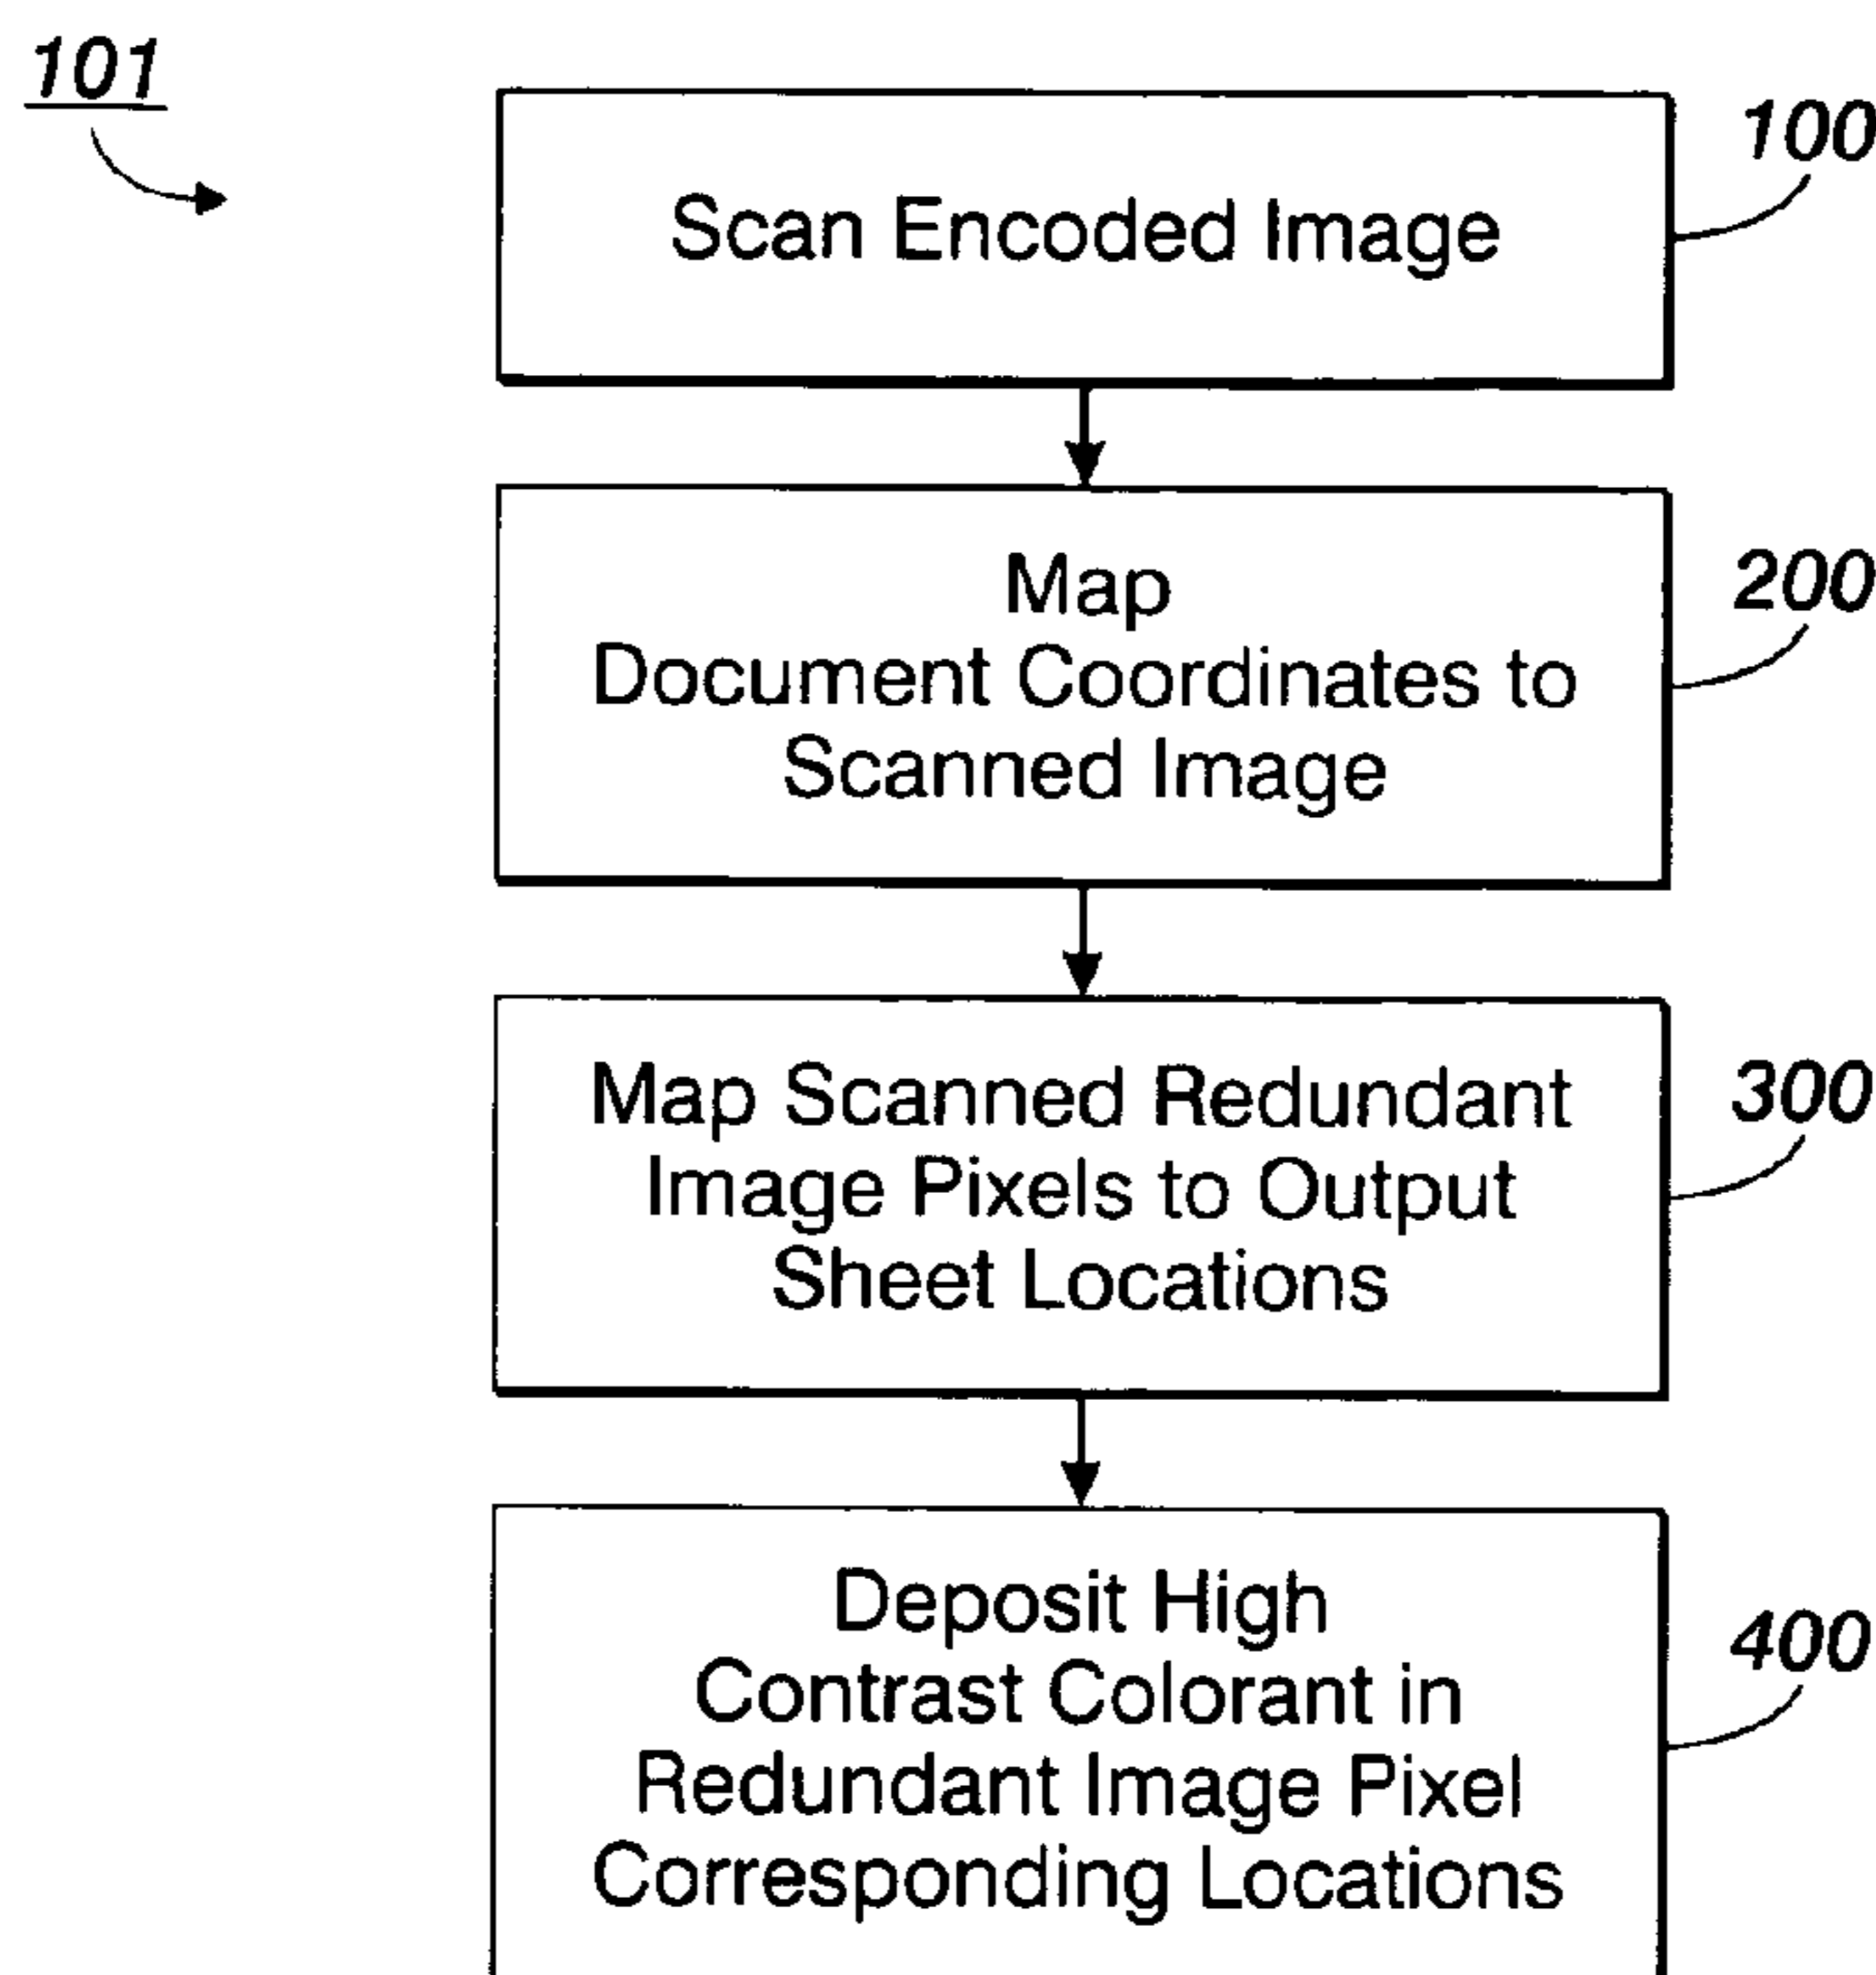 101
100
Scan Encoded Image
200
Map
Document Coordinates to
Scanned Image
300
Map Scanned Redundant
Image Pixels to Output
Sheet Locations
400
Deposit High
Contrast Colorant in
Redundant Image Pixel
Corresponding Locations